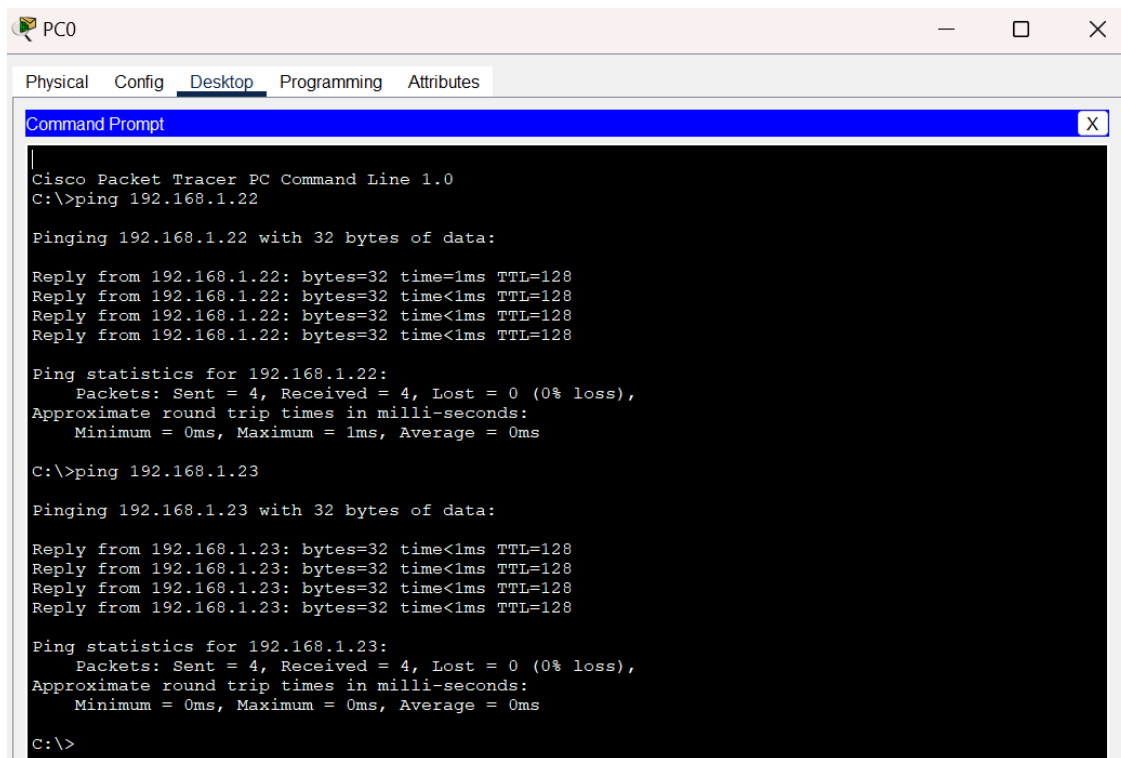 PC0
Physical Config Desktop Programming Attributes
Command Prompt X
Cisco Packet Tracer PC Command Line 1.0
C:\>ping 192.168.1.22
Pinging 192.168.1.22 with 32 bytes of data:
Reply from 192.168.1.22: bytes=32 time=1ms TTL=128
Reply from 192.168.1.22: bytes=32 time<1ms TTL=128
Reply from 192.168.1.22: bytes=32 time<1ms TTL=128
Reply from 192.168.1.22: bytes=32 time<1ms TTL=128
Ping statistics for 192.168.1.22:
    Packets: Sent = 4, Received = 4, Lost = 0 (0% loss),
Approximate round trip times in milli-seconds:
    Minimum = 0ms, Maximum = 1ms, Average = 0ms
C:\>ping 192.168.1.23
Pinging 192.168.1.23 with 32 bytes of data:
Reply from 192.168.1.23: bytes=32 time<1ms TTL=128
Reply from 192.168.1.23: bytes=32 time<1ms TTL=128
Reply from 192.168.1.23: bytes=32 time<1ms TTL=128
Reply from 192.168.1.23: bytes=32 time<1ms TTL=128
Ping statistics for 192.168.1.23:
    Packets: Sent = 4, Received = 4, Lost = 0 (0% loss),
Approximate round trip times in milli-seconds:
    Minimum = 0ms, Maximum = 0ms, Average = 0ms
C:\>